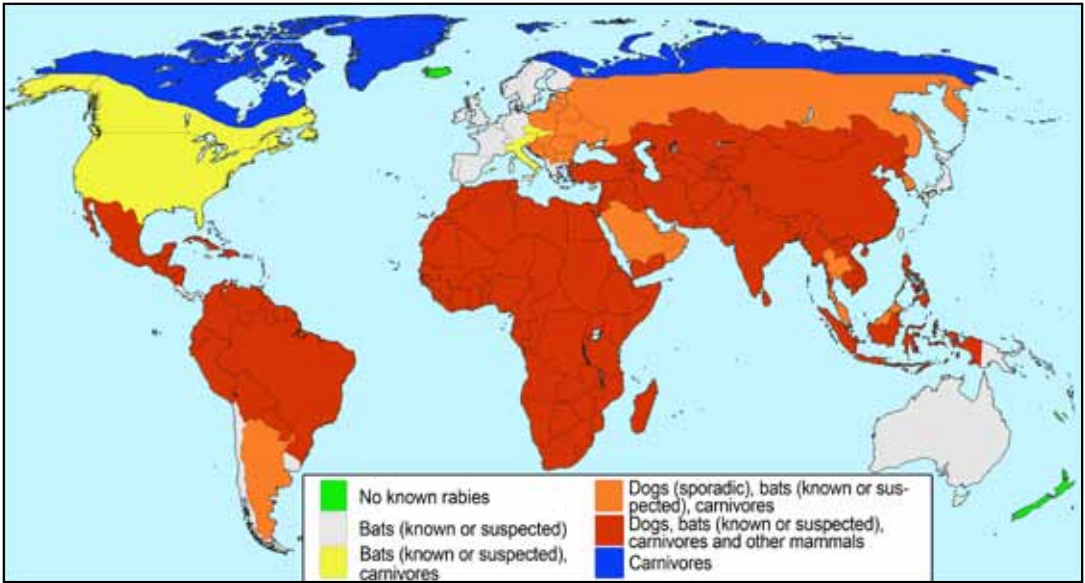 No known rabies
Bats (known or suspected)
Bats (known or suspected),
carnivores
Dogs (sporadic), bats (known or sus-
pected), carnivores
Dogs, bats (known or suspected),
carnivores and other mammals
Carnivores